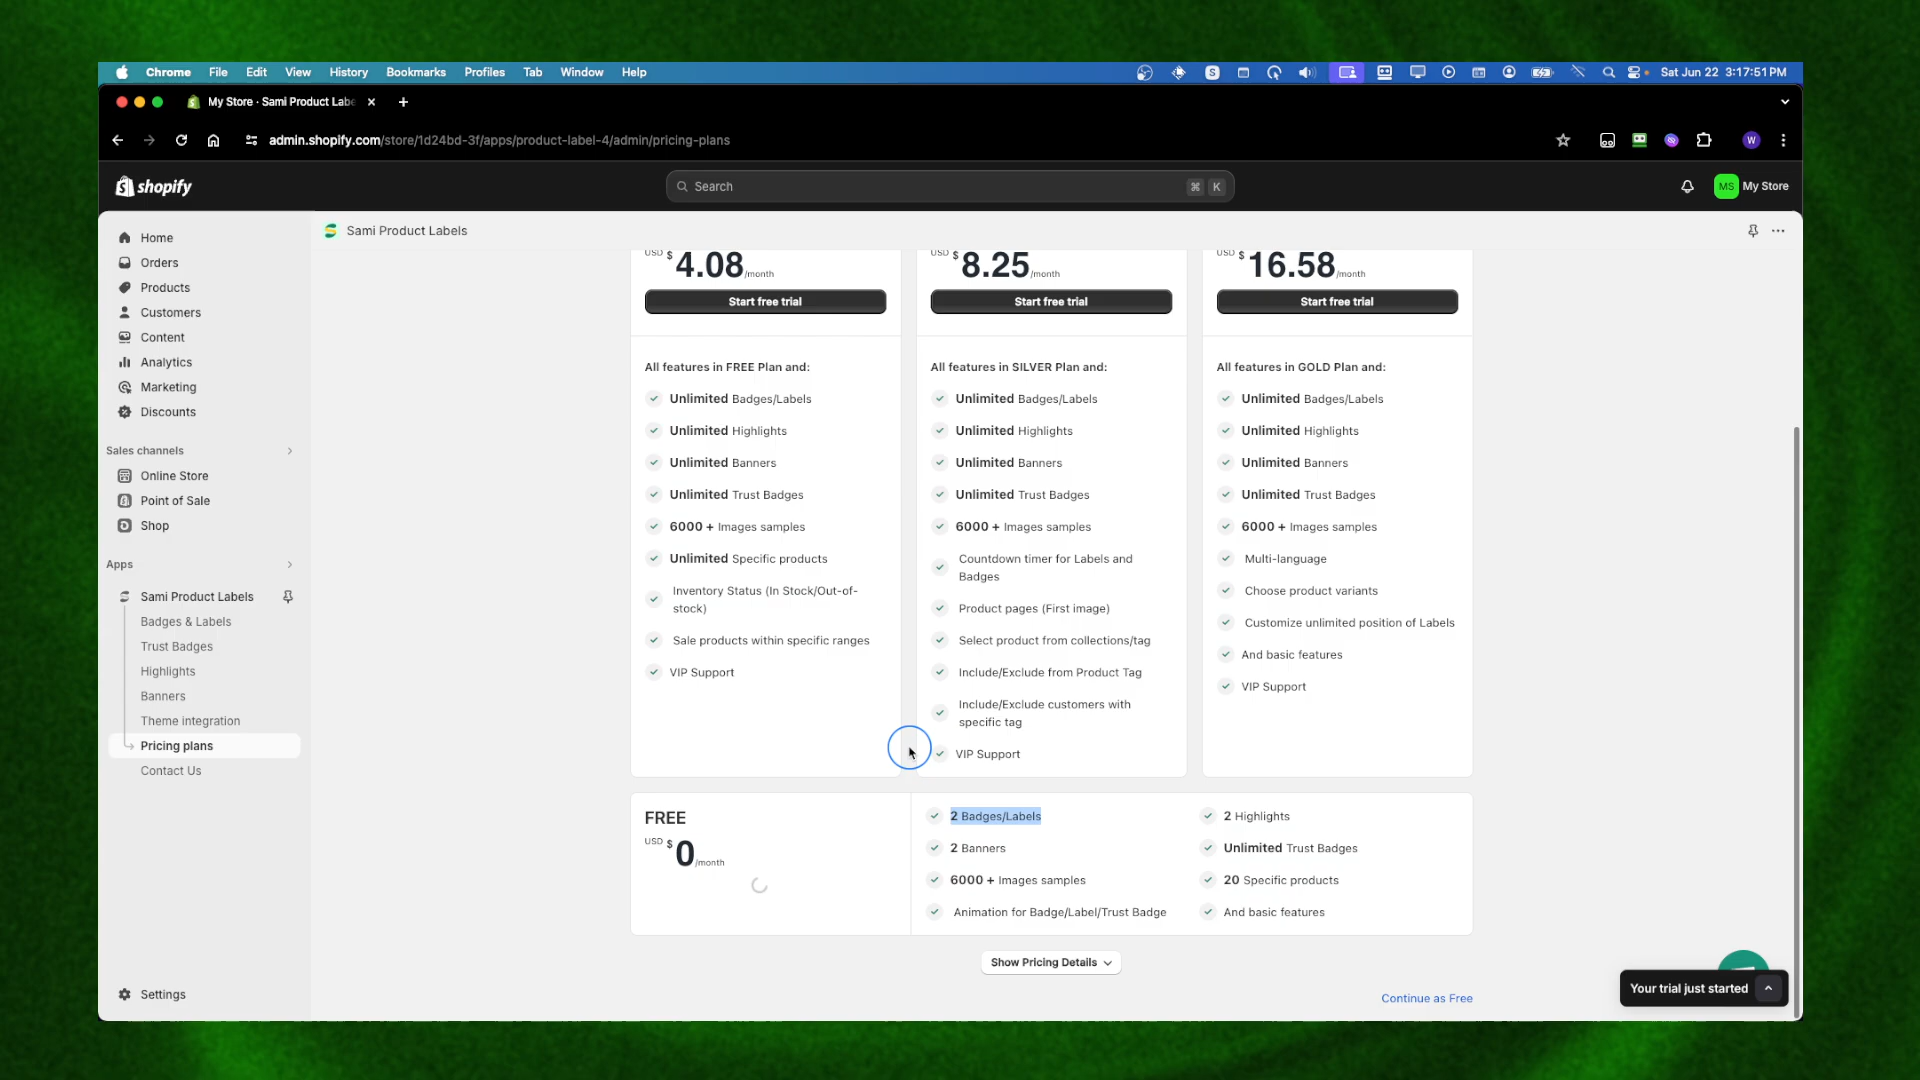 Chrome File Edit View History Bookmarks Profiles Tab Window Help
Sat Jun 22 3:17:51 PM
My Store · Sami Product Labe
admin.shopify.com/store/1d24bd-3f/apps/product-label-4/admin/pricing-plans
W
shopify
Search
⌘ K
MS My Store
Sami Product Labels
Home
Orders
Products
Customers
Content
Analytics
Marketing
Discounts
Sales channels
Online Store
Point of Sale
Shop
Apps
Sami Product Labels
Badges & Labels
Trust Badges
Highlights
Banners
Theme integration
Pricing plans
Contact Us
Settings
USD $ 4.08 /month
Start free trial
All features in FREE Plan and:
Unlimited Badges/Labels
Unlimited Highlights
Unlimited Banners
Unlimited Trust Badges
6000 + Images samples
Unlimited Specific products
Inventory Status (In Stock/Out-of-
stock)
Sale products within specific ranges
VIP Support
USD $ 8.25 /month
Start free trial
All features in SILVER Plan and:
Unlimited Badges/Labels
Unlimited Highlights
Unlimited Banners
Unlimited Trust Badges
6000 + Images samples
Countdown timer for Labels and
Badges
Product pages (First image)
Select product from collections/tag
Include/Exclude from Product Tag
Include/Exclude customers with
specific tag
VIP Support
USD $ 16.58 /month
Start free trial
All features in GOLD Plan and:
Unlimited Badges/Labels
Unlimited Highlights
Unlimited Banners
Unlimited Trust Badges
6000 + Images samples
Multi-language
Choose product variants
Customize unlimited position of Labels
And basic features
VIP Support
FREE
USD $ 0 /month
2 Badges/Labels
2 Banners
6000 + Images samples
Animation for Badge/Label/Trust Badge
2 Highlights
Unlimited Trust Badges
20 Specific products
And basic features
Show Pricing Details
Continue as Free
Your trial just started